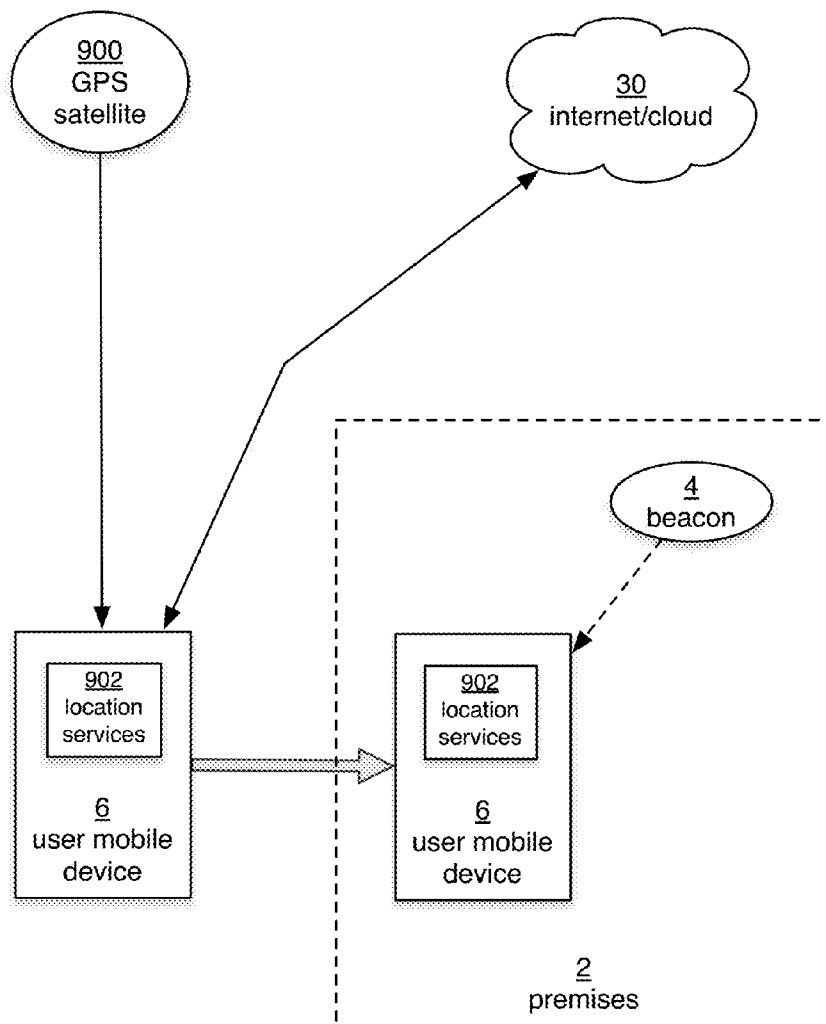 900
GPS
satellite
30
internet/cloud
4
beacon
902
location
services
6
user mobile
device
902
location
services
6
user mobile
device
2
premises